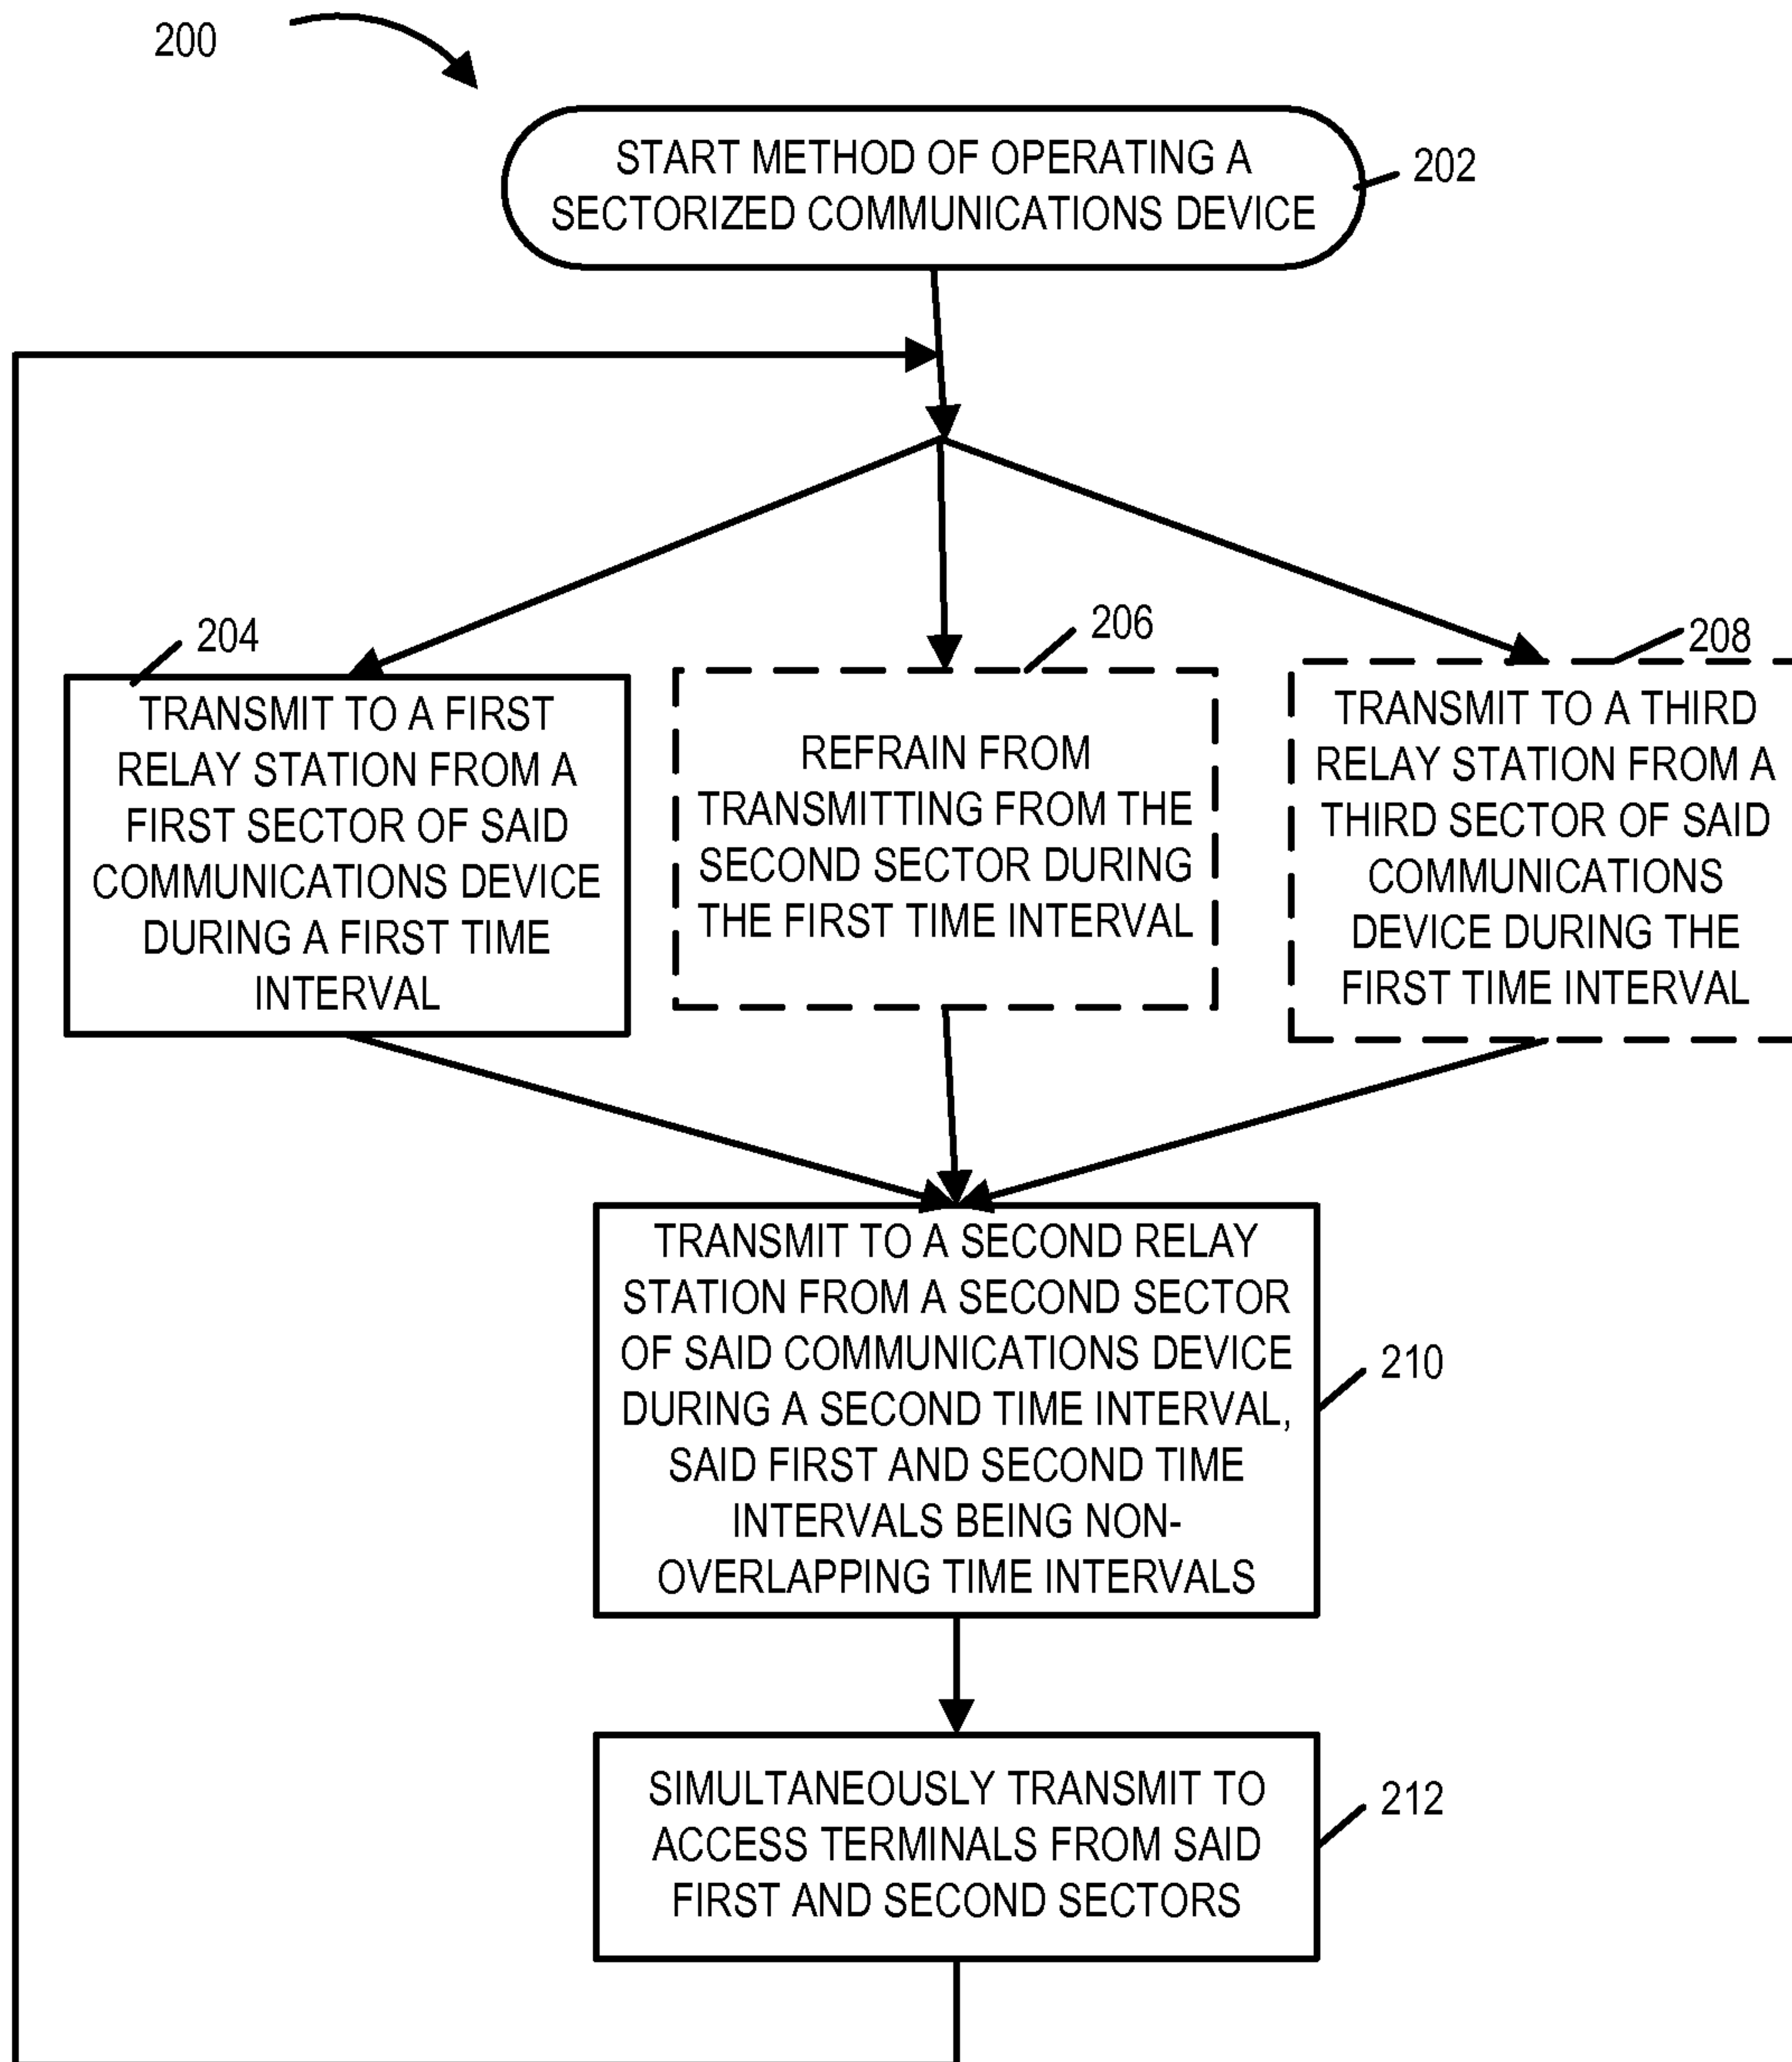 200
START METHOD OF OPERATING A
SECTORIZED COMMUNICATIONS DEVICE
202
204
TRANSMIT TO A FIRST
RELAY STATION FROM A
FIRST SECTOR OF SAID
COMMUNICATIONS DEVICE
DURING A FIRST TIME
INTERVAL
206
REFRAIN FROM
TRANSMITTING FROM THE
SECOND SECTOR DURING
THE FIRST TIME INTERVAL
208
TRANSMIT TO A THIRD
RELAY STATION FROM A
THIRD SECTOR OF SAID
COMMUNICATIONS
DEVICE DURING THE
FIRST TIME INTERVAL
TRANSMIT TO A SECOND RELAY
STATION FROM A SECOND SECTOR
OF SAID COMMUNICATIONS DEVICE
DURING A SECOND TIME INTERVAL,
SAID FIRST AND SECOND TIME
INTERVALS BEING NON-
OVERLAPPING TIME INTERVALS
210
SIMULTANEOUSLY TRANSMIT TO
ACCESS TERMINALS FROM SAID
FIRST AND SECOND SECTORS
212